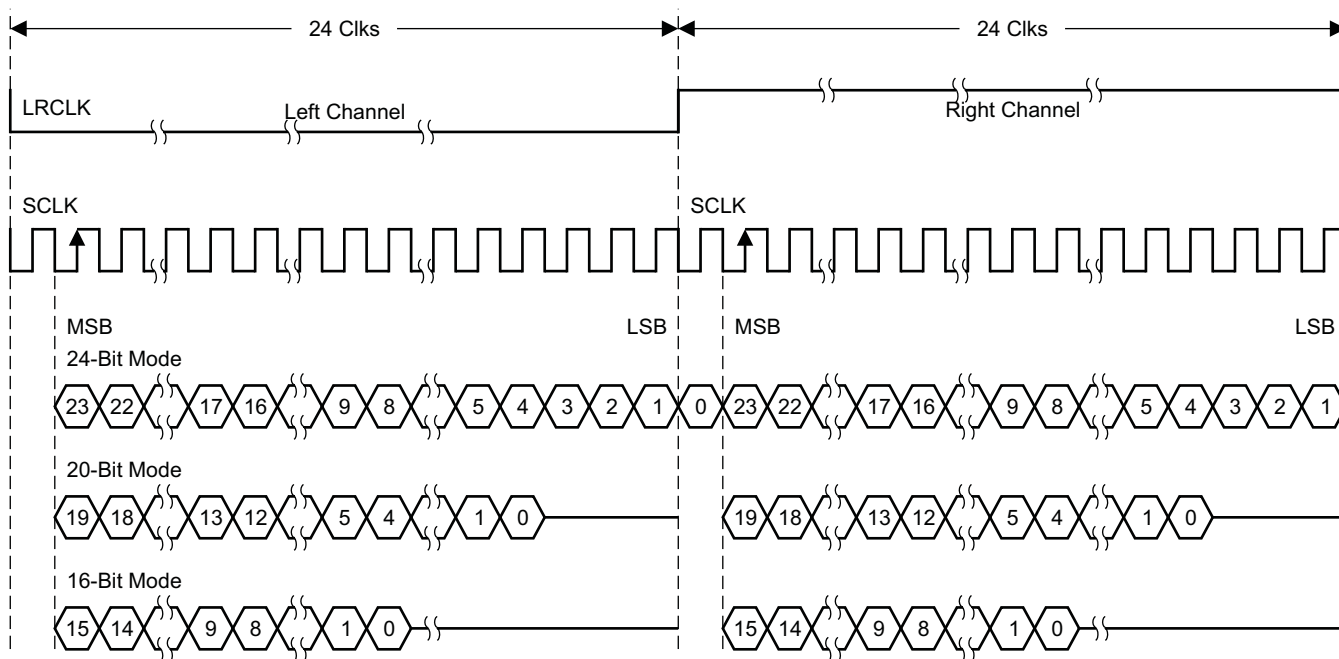 24 Clks 24 Clks
LRCLK Left Channel Right Channel
SCLK SCLK
MSB LSB MSB LSB
24-Bit Mode
23 22 17 16 9 8 5 4 3 2 1 0 23 22 17 16 9 8 5 4 3 2 1
20-Bit Mode
19 18 13 12 5 4 1 0 19 18 13 12 5 4 1 0
16-Bit Mode
15 14 9 8 1 0 15 14 9 8 1 0